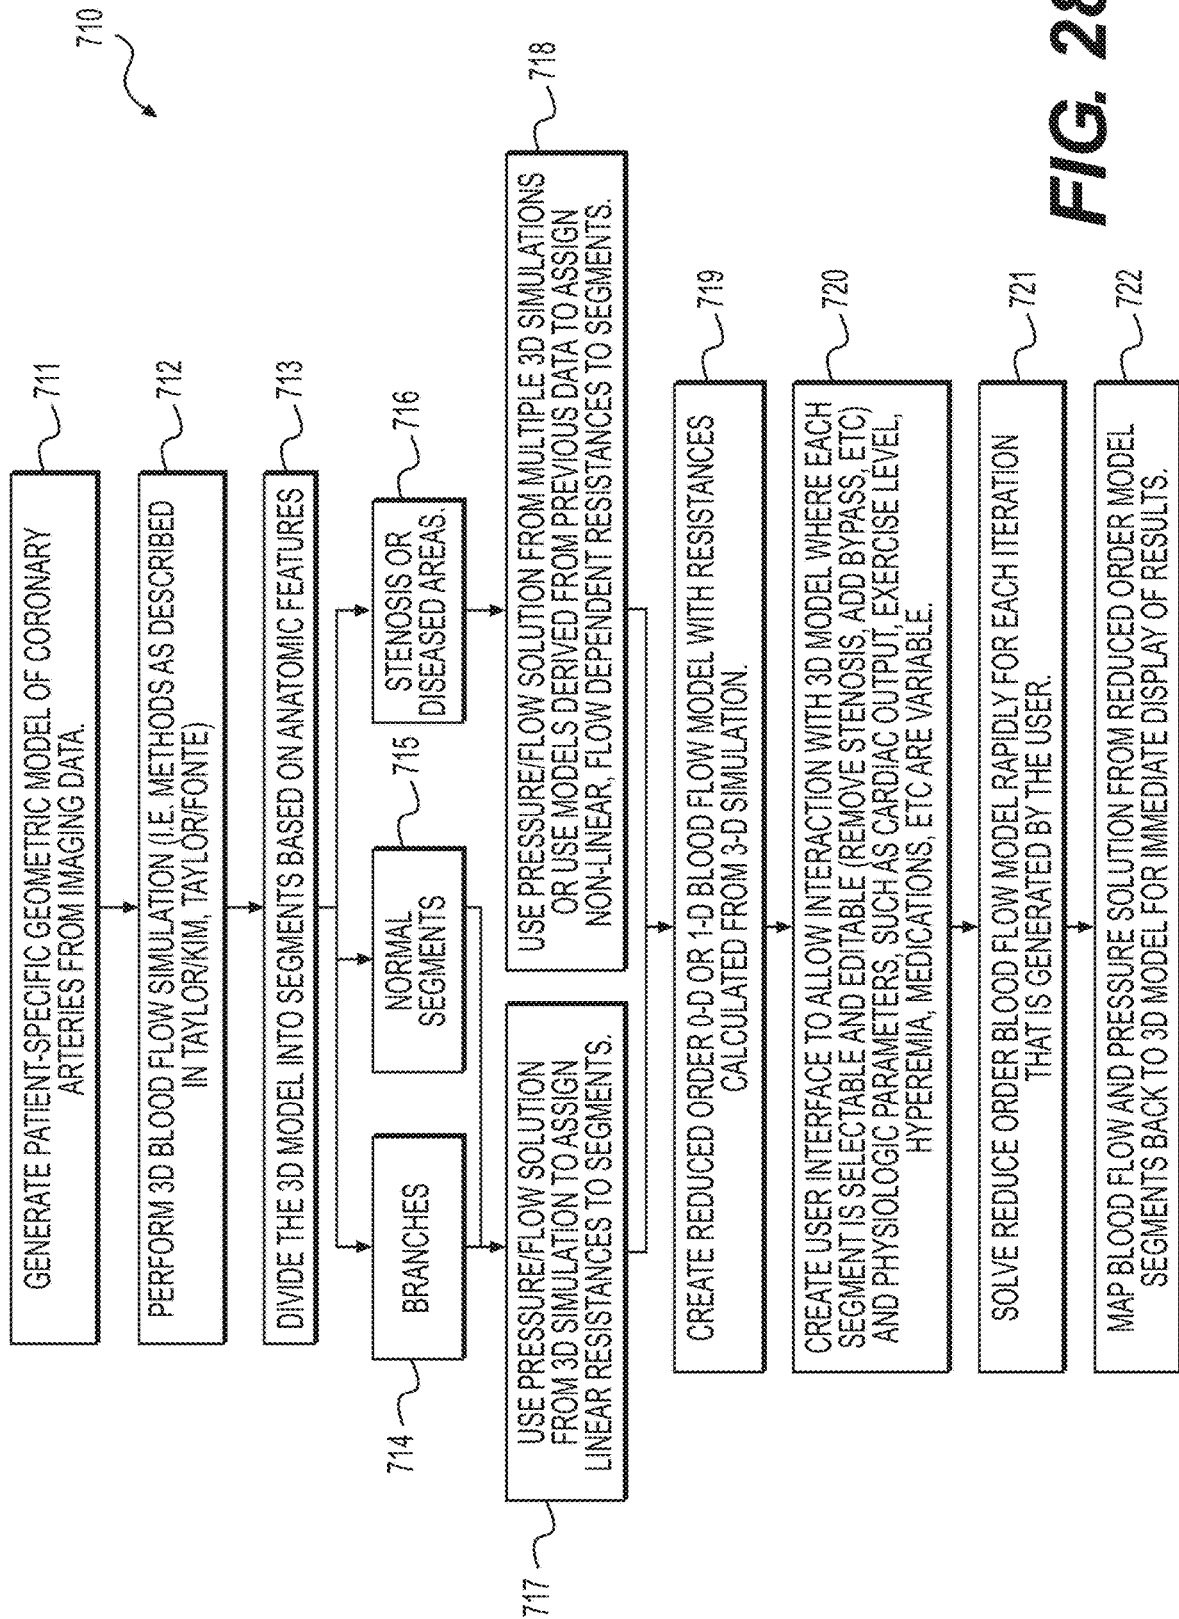 710
GENERATE PATIENT-SPECIFIC GEOMETRIC MODEL OF CORONARY
ARTERIES FROM IMAGING DATA.
711
PERFORM 3D BLOOD FLOW SIMULATION (I.E. METHODS AS DESCRIBED
IN TAYLOR/KIM, TAYLOR/FONTE)
712
DIVIDE THE 3D MODEL INTO SEGMENTS BASED ON ANATOMIC FEATURES
713
BRANCHES
714
NORMAL
SEGMENTS
715
STENOSIS OR
DISEASED AREAS.
716
USE PRESSURE/FLOW SOLUTION
FROM 3D SIMULATION TO ASSIGN
LINEAR RESISTANCES TO SEGMENTS.
717
USE PRESSURE/FLOW SOLUTION FROM MULTIPLE 3D SIMULATIONS
OR USE MODELS DERIVED FROM PREVIOUS DATA TO ASSIGN
NON-LINEAR, FLOW DEPENDENT RESISTANCES TO SEGMENTS.
718
CREATE REDUCED ORDER 0-D OR 1-D BLOOD FLOW MODEL WITH RESISTANCES
CALCULATED FROM 3-D SIMULATION.
719
CREATE USER INTERFACE TO ALLOW INTERACTION WITH 3D MODEL WHERE EACH
SEGMENT IS SELECTABLE AND EDITABLE (REMOVE STENOSIS, ADD BYPASS, ETC)
AND PHYSIOLOGIC PARAMETERS, SUCH AS CARDIAC OUTPUT, EXERCISE LEVEL,
HYPEREMIA, MEDICATIONS, ETC ARE VARIABLE.
720
SOLVE REDUCE ORDER BLOOD FLOW MODEL RAPIDLY FOR EACH ITERATION
THAT IS GENERATED BY THE USER.
721
MAP BLOOD FLOW AND PRESSURE SOLUTION FROM REDUCED ORDER MODEL
SEGMENTS BACK TO 3D MODEL FOR IMMEDIATE DISPLAY OF RESULTS.
722
FIG. 28